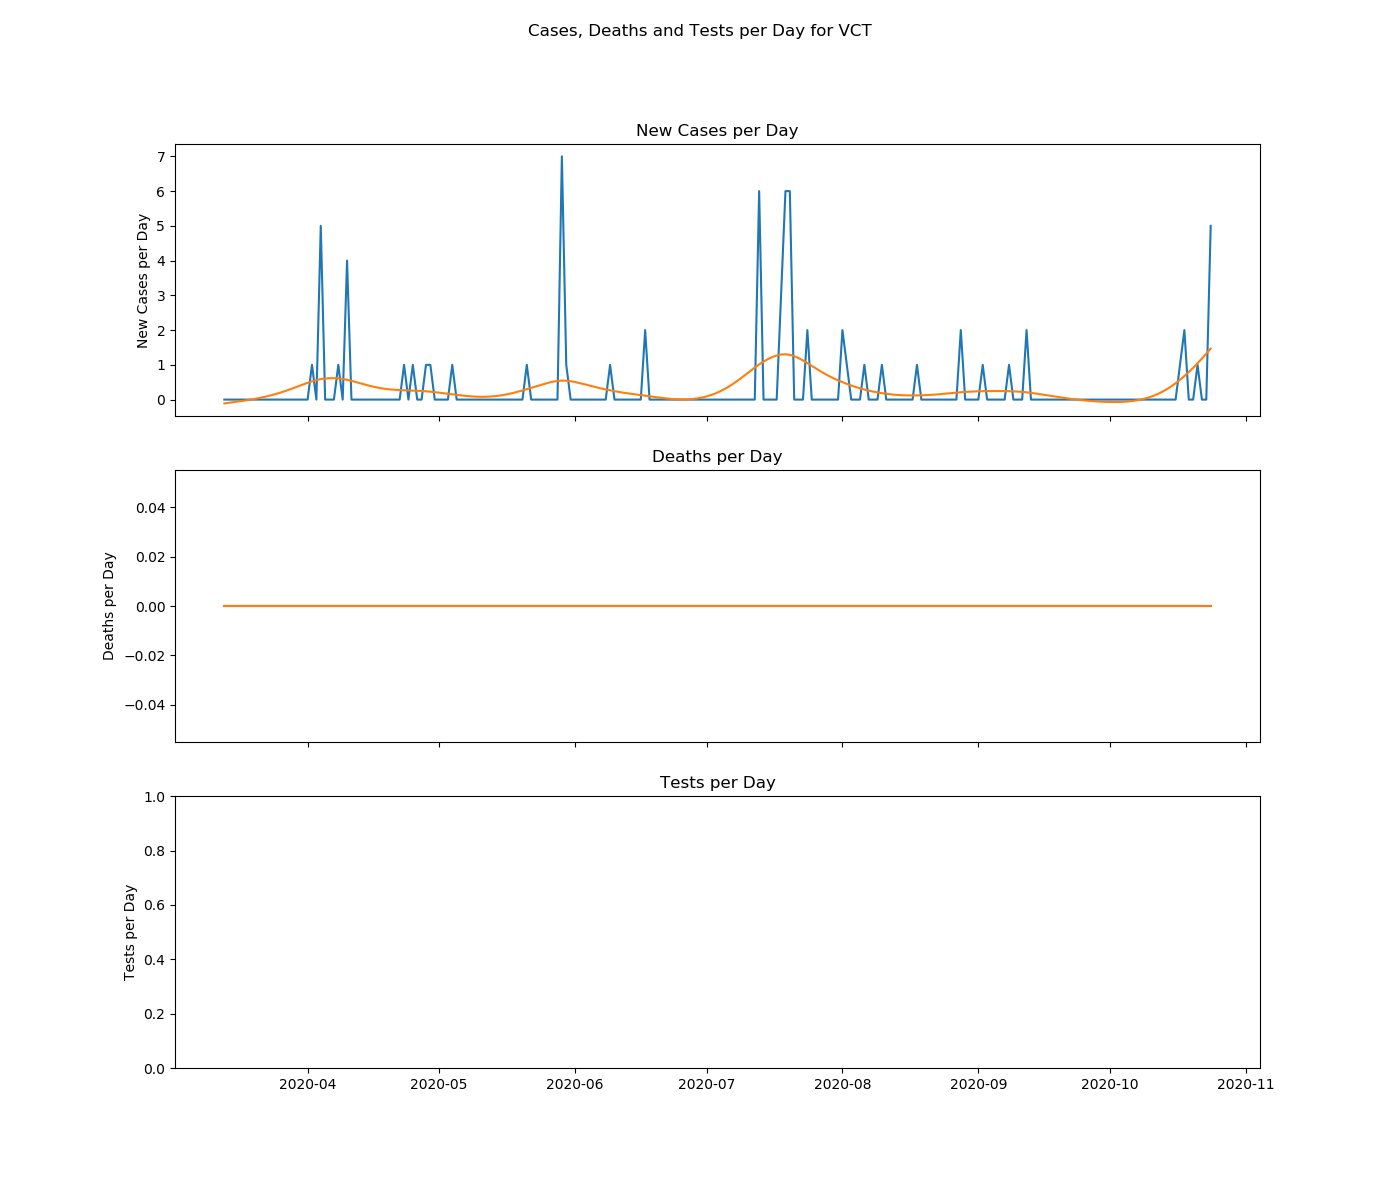 Cases, Deaths and Tests per Day for VCT
New Cases per Day
7
6
5
4
3
2
1
0
New Cases per Day
Deaths per Day
0.04
0.02
0.00
−0.02
−0.04
Deaths per Day
Tests per Day
1.0
0.8
0.6
0.4
0.2
0.0
Tests per Day
2020-04 2020-05 2020-06 2020-07 2020-08 2020-09 2020-10 2020-11